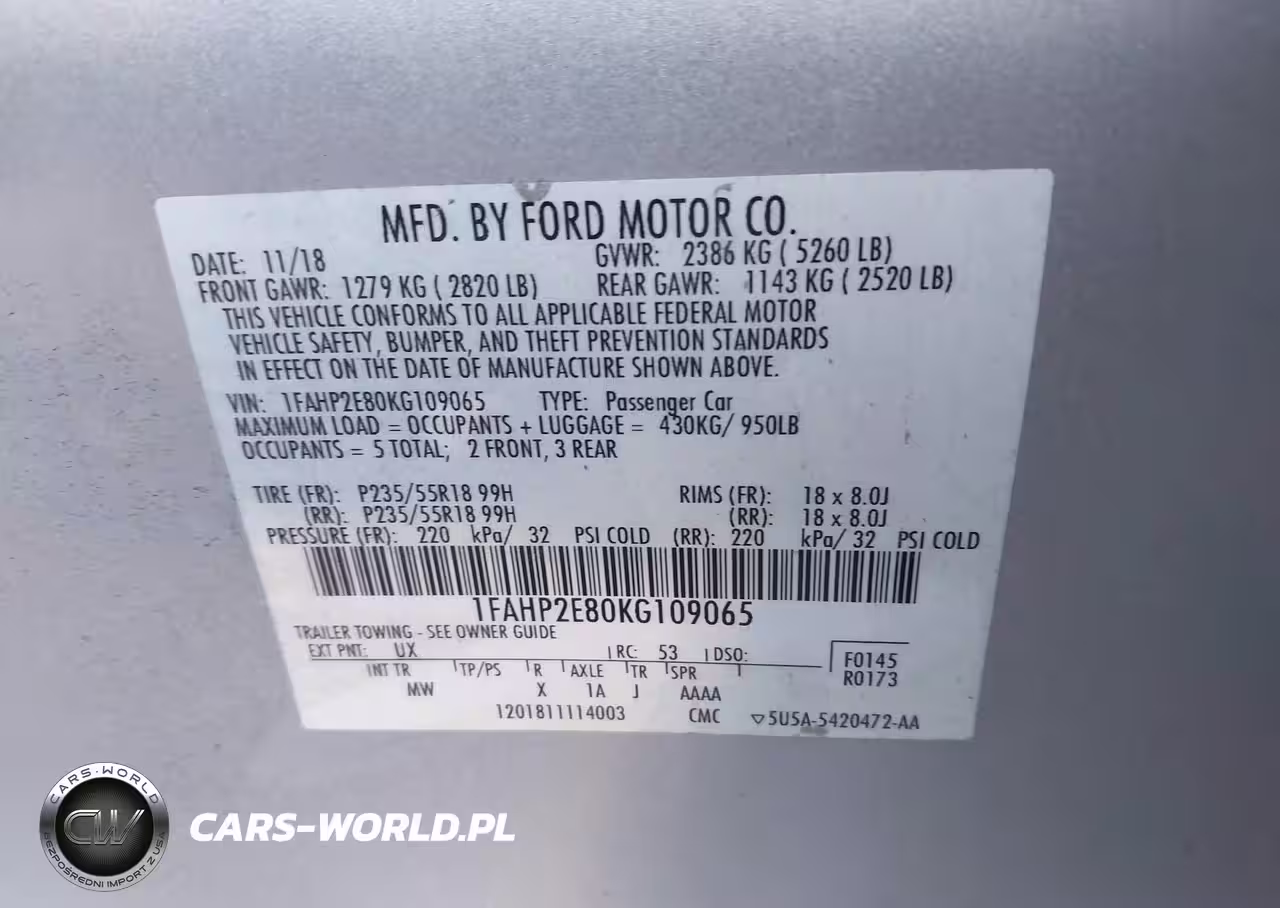 MFD. BY FORD MOTOR CO.
DATE: 11/18 GVWR: 2386 KG ( 5260 LB)
FRONT GAWR: 1279 KG ( 2820 LB) REAR GAWR: 1143 KG ( 2520 LB)
THIS VEHICLE CONFORMS TO ALL APPLICABLE FEDERAL MOTOR
VEHICLE SAFETY, BUMPER, AND THEFT PREVENTION STANDARDS
IN EFFECT ON THE DATE OF MANUFACTURE SHOWN ABOVE.
VIN: 1FAHP2E80KG109065 TYPE: Passenger Car
MAXIMUM LOAD = OCCUPANTS + LUGGAGE = 430KG/ 950LB
OCCUPANTS = 5 TOTAL; 2 FRONT, 3 REAR
TIRE (FR): P235/55R18 99H RIMS (FR): 18 x 8.0J
(RR): P235/55R18 99H (RR): 18 x 8.0J
PRESSURE (FR): 220 kPa/ 32 PSI COLD (RR): 220 kPa/ 32 PSI COLD
1FAHP2E80KG109065
TRAILER TOWING - SEE OWNER GUIDE
EXT PNT: UX RC: 53 DSO: F0145
INT TR TP/PS R AXLE TR SPR R0173
MW X 1A J AAAA
1201811114003 CMC ▽5U5A-5420472-AA
CARS-WORLD
CW
BEZPOŚREDNI IMPORT Z USA
CARS-WORLD.PL